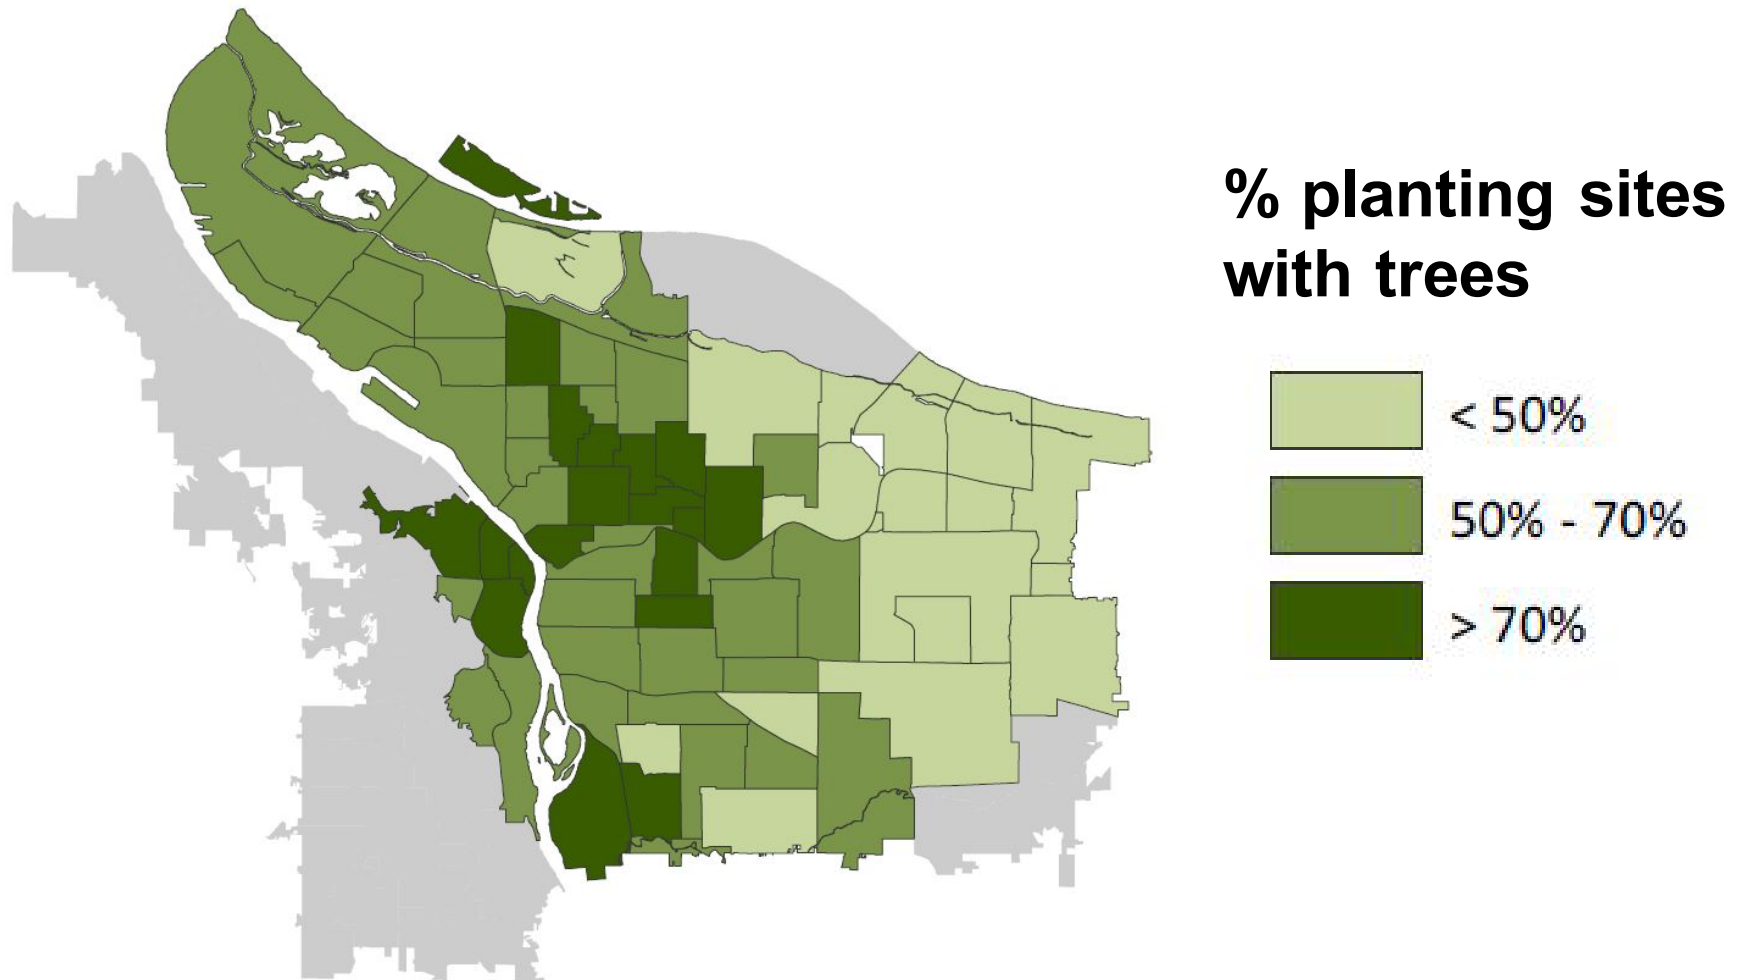 % planting sites
with trees
< 50%
50% - 70%
> 70%